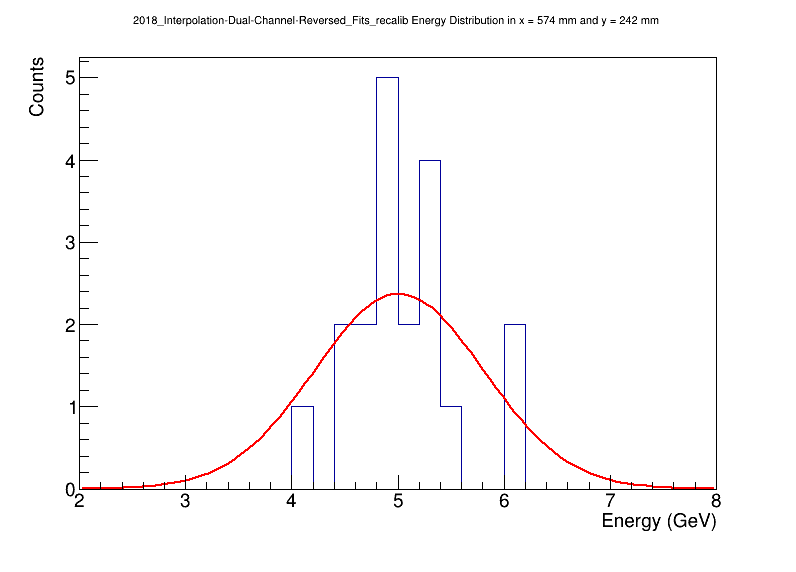 2018_Interpolation-Dual-Channel-Reversed_Fits_recalib Energy Distribution in x = 574 mm and y = 242 mm
Counts
5
4
3
2
1
0
2 3 4 5 6 7 8
Energy (GeV)